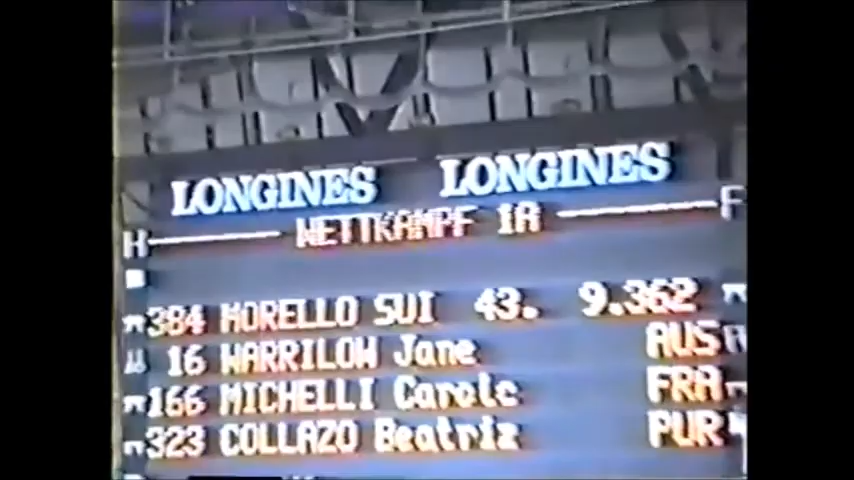 LONGINES LONGINES
H WETTKAMPF 1A F
384 MORELLO SUI 43. 9.362
16 WARRILOW Jane AUS
166 MICHELLI Carole FRA
323 COLLAZO Beatriz PUR